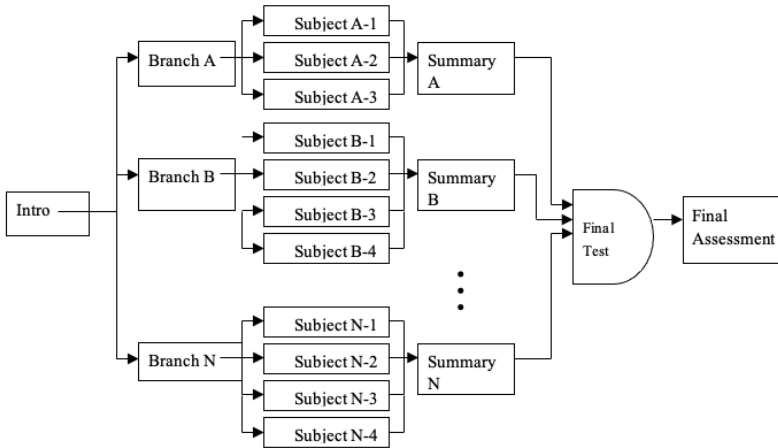 Subject A-1
Branch A
Subject A-2
Summary
A
Subject A-3
Subject B-1
Branch B
Subject B-2
Summary
B
Intro
Subject B-3
Final
Test
Final
Assessment
Subject B-4
Subject N-1
Branch N
Subject N-2
Summary
N
Subject N-3
Subject N-4